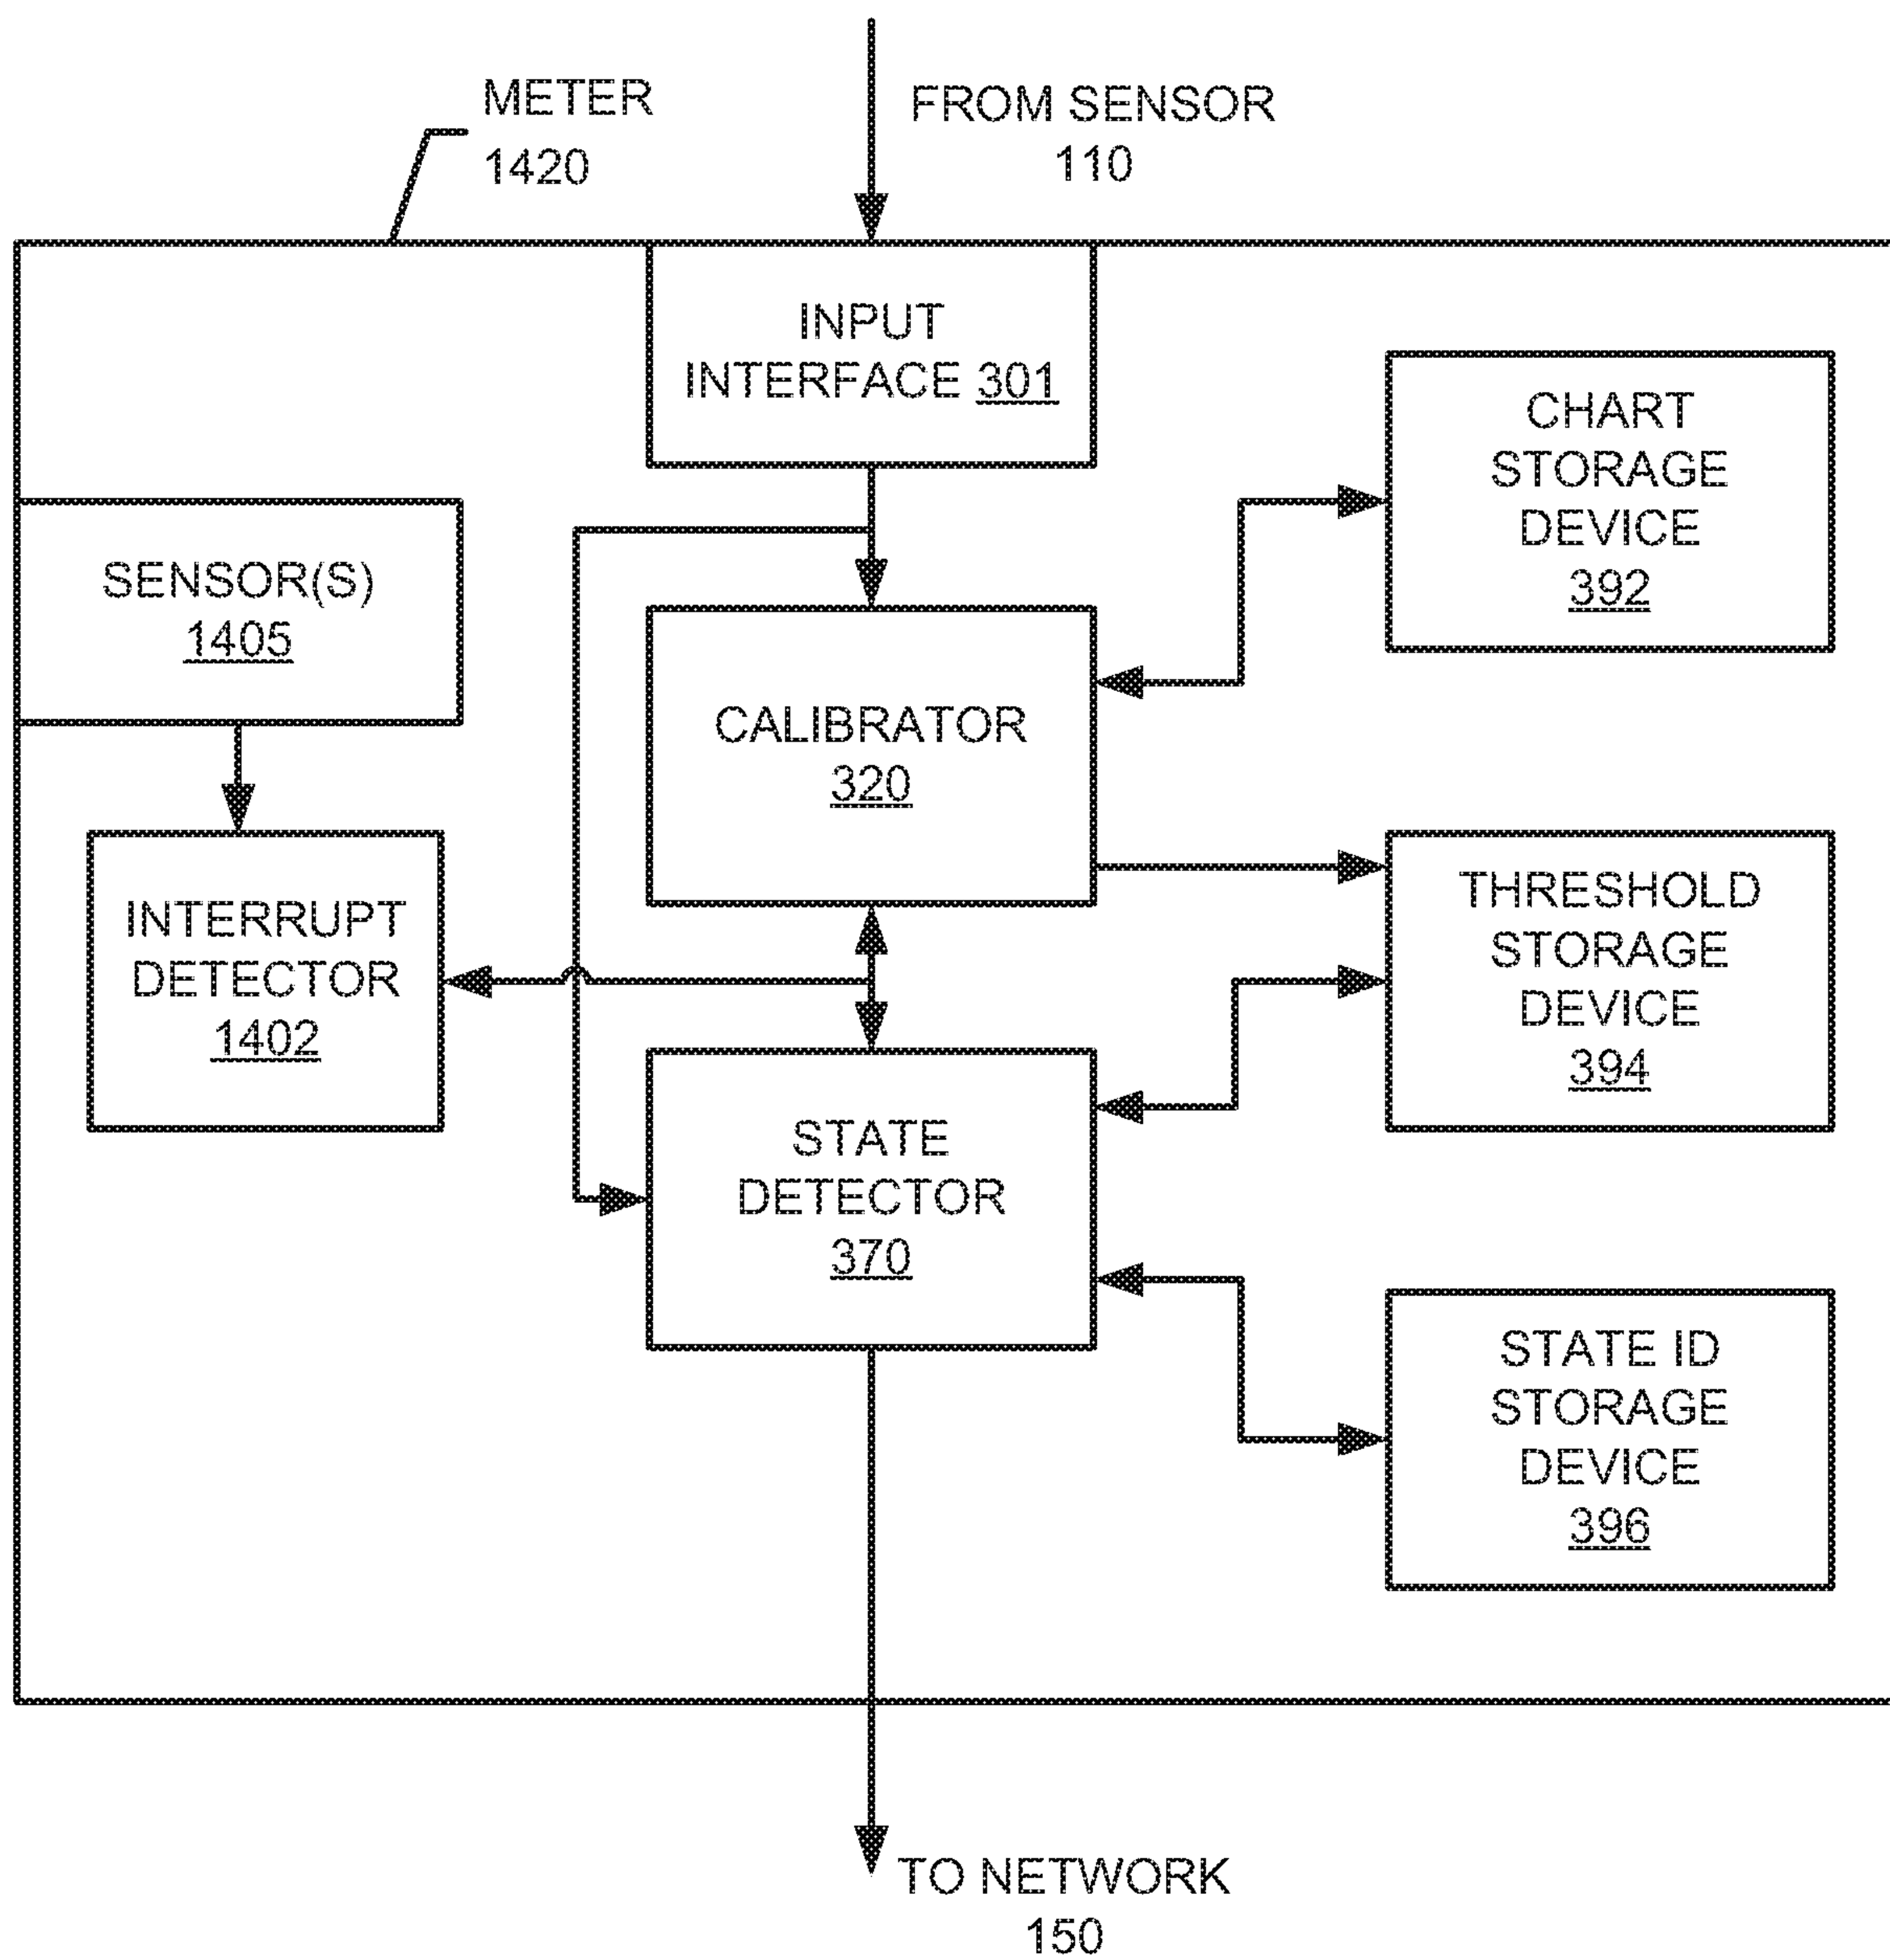 METER
1420
FROM SENSOR
110
INPUT
INTERFACE 301
CHART
STORAGE
DEVICE
392
SENSOR(S)
1405
CALIBRATOR
320
INTERRUPT
DETECTOR
1402
THRESHOLD
STORAGE
DEVICE
394
STATE
DETECTOR
370
STATE ID
STORAGE
DEVICE
396
TO NETWORK
150